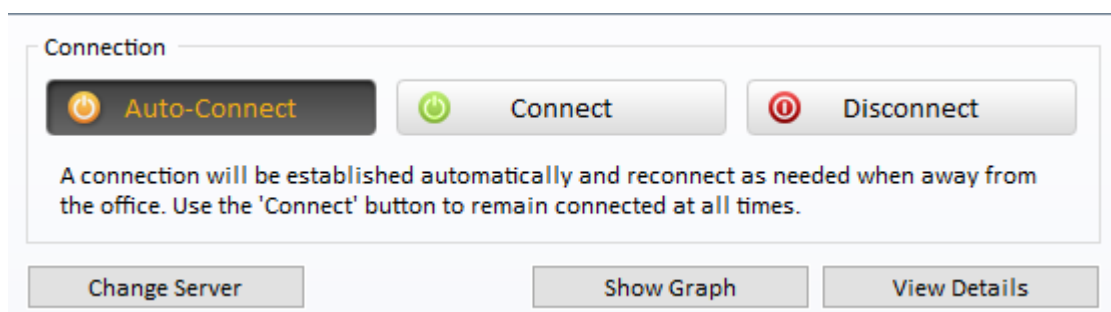 Connection
Auto-Connect Connect Disconnect
A connection will be established automatically and reconnect as needed when away from
the office. Use the 'Connect' button to remain connected at all times.
Change Server Show Graph View Details